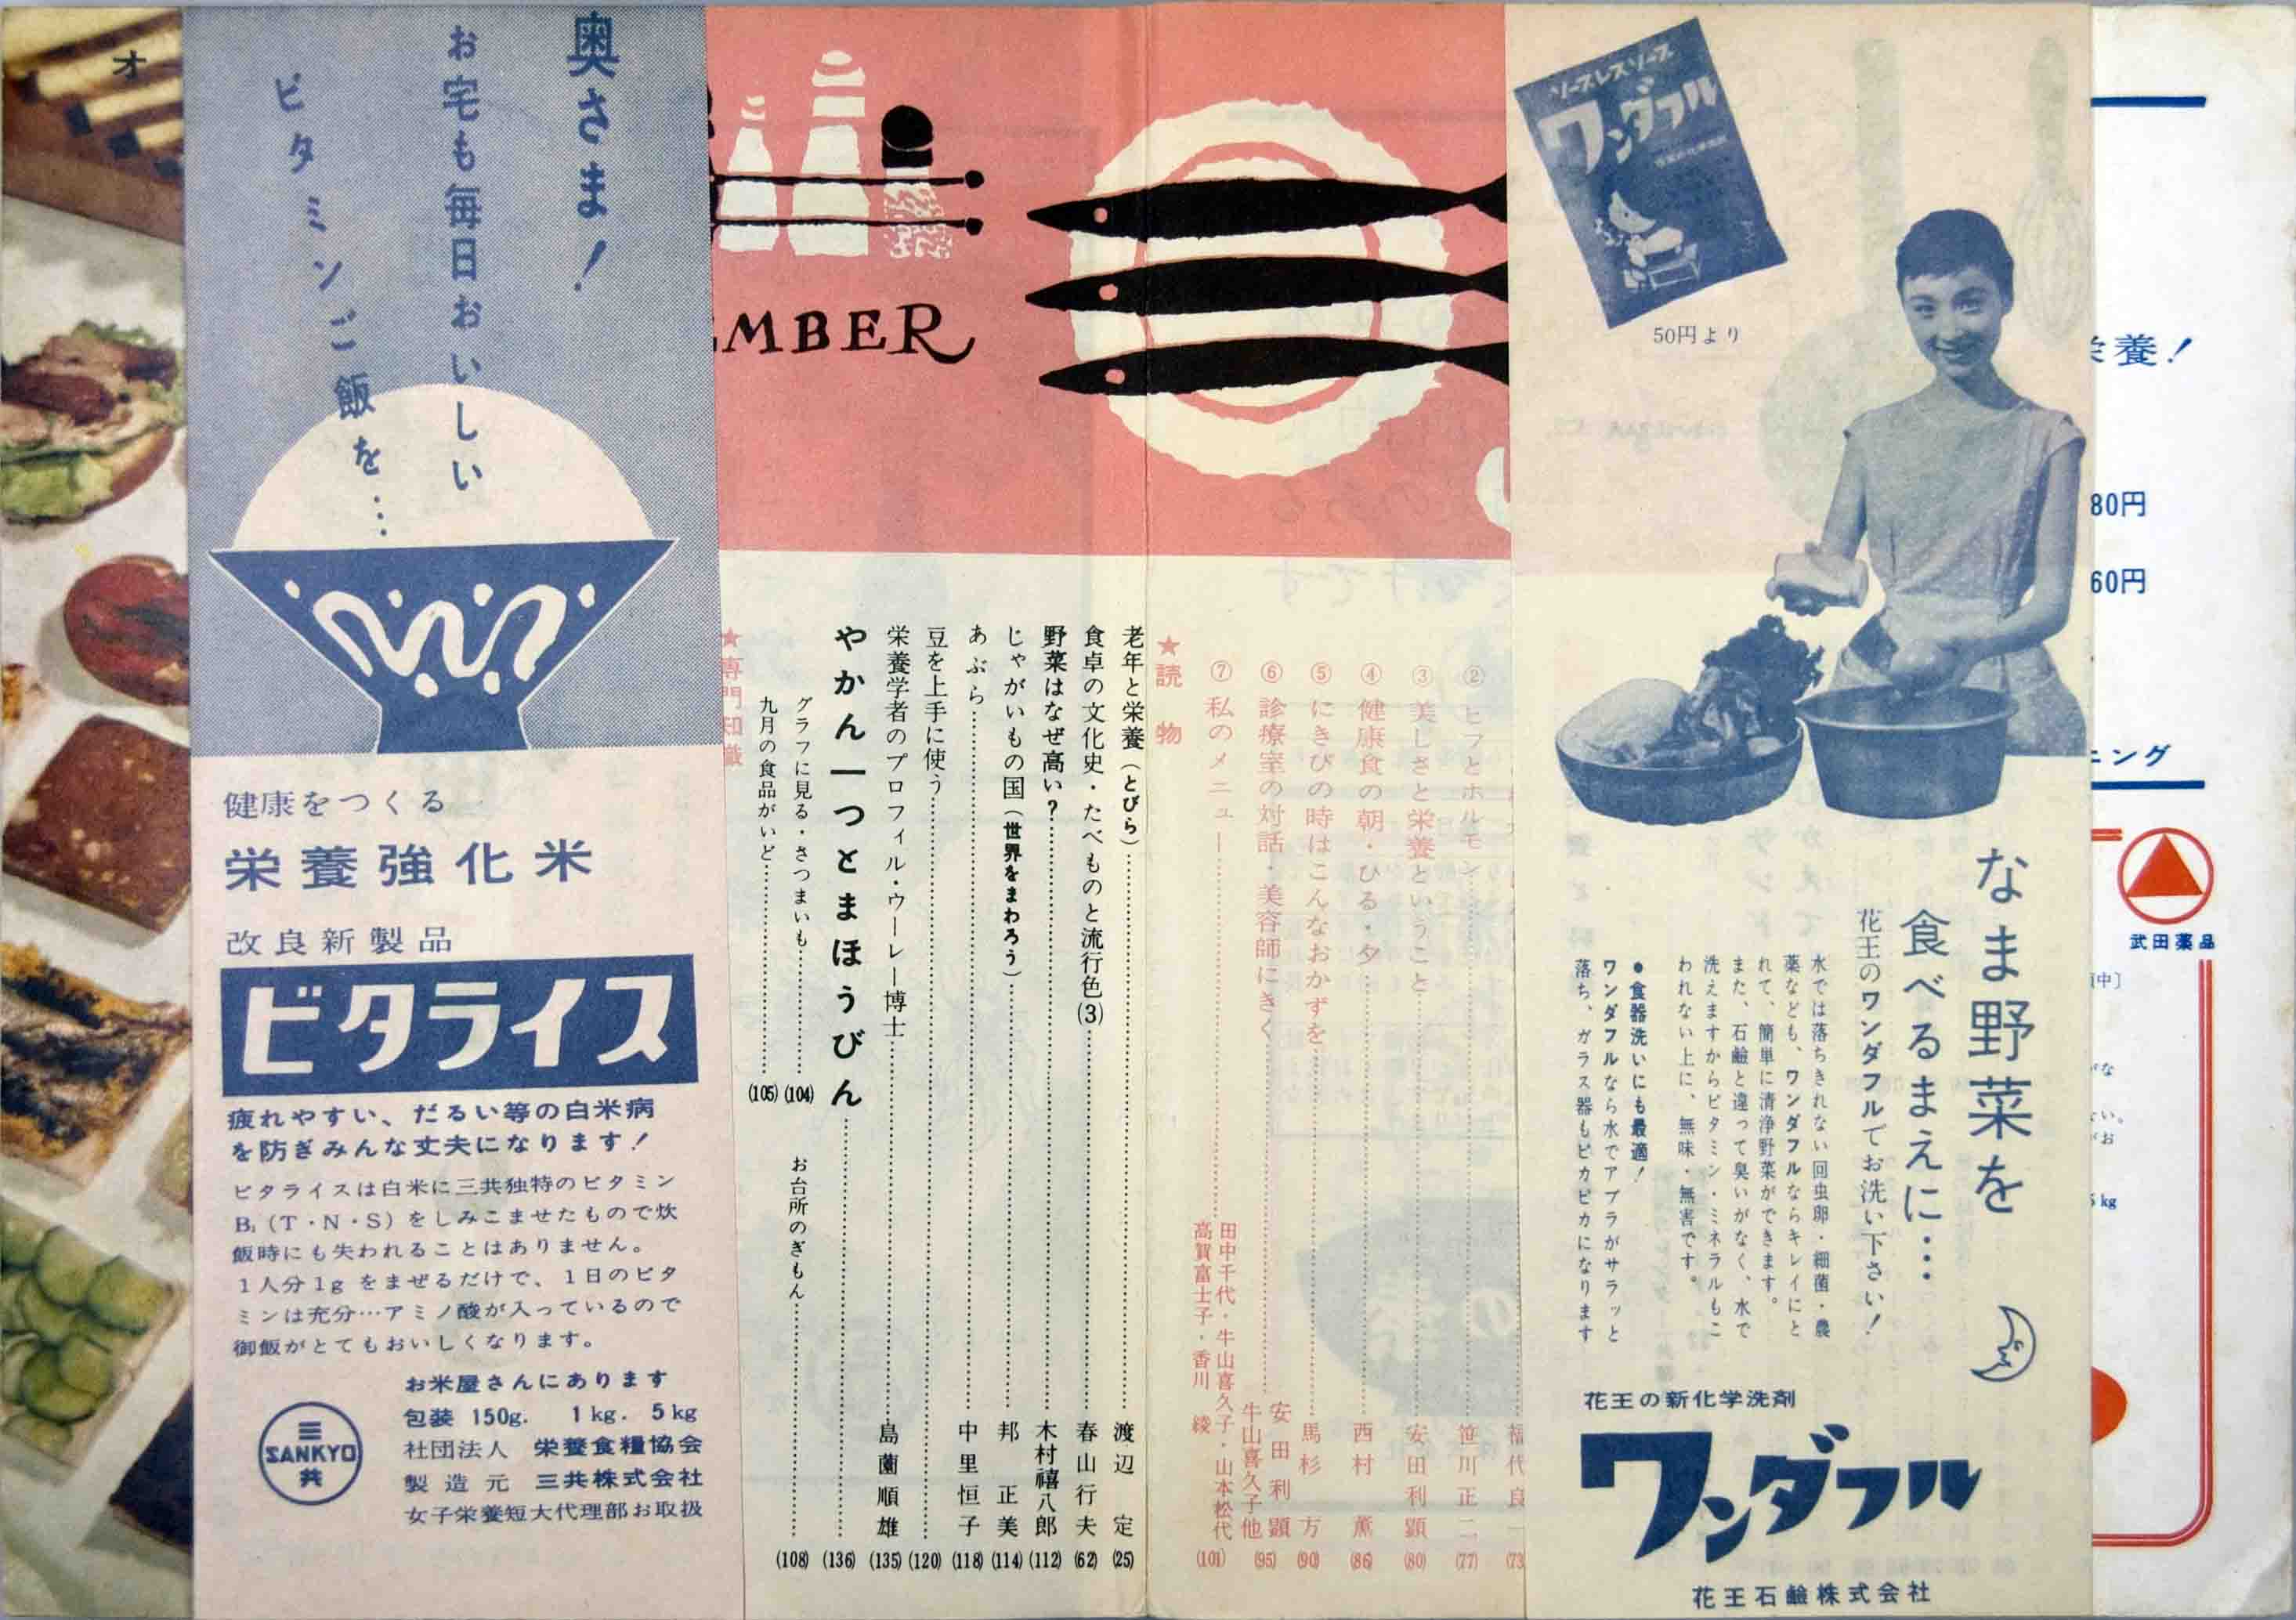 オ
奥さま!
お宅も毎日おいしい
ビタミンご飯を…
健康をつくる
栄養強化米
改良新製品
ビタライス
疲れやすい、だるい等の白米病
を防ぎみんな丈夫になります!
ビタライスは白米に三共独特のビタミン
B₁(T・N・S)をしみこませたもので炊
飯時にも失われることはありません。
1人分1gをまぜるだけで、1日のビタ
ミンは充分…アミノ酸が入っているので
御飯がとてもおいしくなります。
お米屋さんにあります
包装 150g. 1kg. 5kg
社団法人 栄養食糧協会
製造元 三共株式会社
女子栄養短大代理部お取扱
三
SANKYO
共
MBER
②ヒフとホルモン………笹川正二(77)
③美しさと栄養ということ………安田利顕(80)
④健康食の朝・ひる・夕………西村薫(86)
⑤にきびの時はこんなおかずを………馬杉方(90)
⑥診療室の対話・美容師にきく………安田利顕 牛山喜久子他(95)
⑦私のメニュー………田中千代・牛山喜久子・山本松代 高賀富士子・香川綾(101)
★読物
老年と栄養(とびら)………渡辺定(25)
食卓の文化史・たべものと流行色(3)………春山行夫(62)
野菜はなぜ高い?………木村禧八郎(112)
じゃがいもの国(世界をまわろう)………邦正美(114)
あぶら………中里恒子(118)
豆を上手に使う………(120)
栄養学者のプロフィル・ウーレー博士………島薗順雄(135)
やかん一つとまほうびん………(136)
グラフに見る・さつまいも………(104)
お台所のぎもん………(108)
九月の食品がいど………(105)
★専門知識
福代良一(73
ソースレスソース
ワンダフル
50円より
なま野菜を
食べるまえに…
花王のワンダフルでお洗い下さい!
水では落ちきれない回虫卵・細菌・農
薬なども、ワンダフルならキレイにと
れて、簡単に清浄野菜ができます。
また、石鹼と違って臭いがなく、水で
洗えますからビタミン・ミネラルもこ
われない上に、無味・無害です。
●食器洗いにも最適!
ワンダフルなら水でアブラがサラッと
落ち、ガラス器もピカピカになります
花王の新化学洗剤
ワンダフル
花王石鹼株式会社
養!
80円
60円
ニング
武田薬品
中〕
な
い。
お
5kg